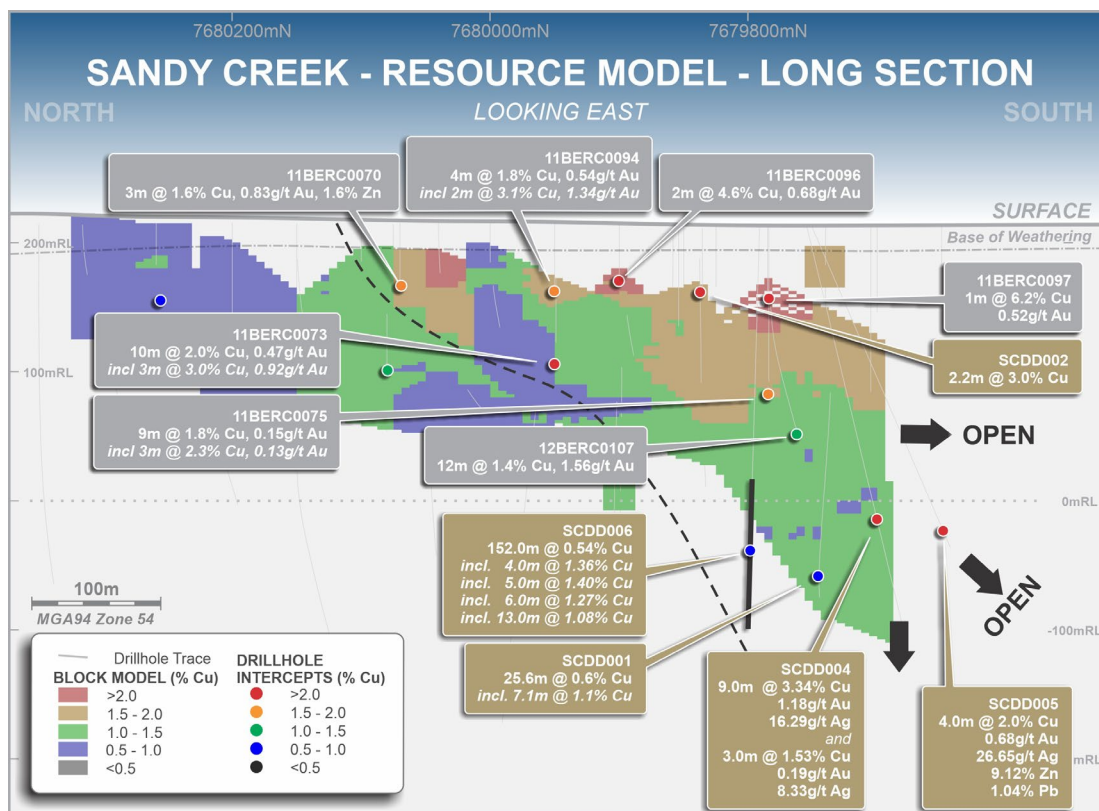 7680200mN
7680000mN
7679800mN
SANDY CREEK - RESOURCE MODEL - LONG SECTION
NORTH
LOOKING EAST
SOUTH
11BERC0070
3m @ 1.6% Cu, 0.83g/t Au, 1.6% Zn
11BERC0094
4m @ 1.8% Cu, 0.54g/t Au
incl 2m @ 3.1% Cu, 1.34g/t Au
11BERC0096
2m @ 4.6% Cu, 0.68g/t Au
SURFACE
Base of Weathering
200mRL
11BERC0097
1m @ 6.2% Cu
0.52g/t Au
11BERC0073
10m @ 2.0% Cu, 0.47g/t Au
incl 3m @ 3.0% Cu, 0.92g/t Au
SCDD002
2.2m @ 3.0% Cu
100mRL
11BERC0075
9m @ 1.8% Cu, 0.15g/t Au
incl 3m @ 2.3% Cu, 0.13g/t Au
12BERC0107
12m @ 1.4% Cu, 1.56g/t Au
OPEN
0mRL
SCDD006
152.0m @ 0.54% Cu
incl. 4.0m @ 1.36% Cu
incl. 5.0m @ 1.40% Cu
incl. 6.0m @ 1.27% Cu
incl. 13.0m @ 1.08% Cu
OPEN
100m
MGA94 Zone 54
-100mRL
SCDD001
25.6m @ 0.6% Cu
incl. 7.1m @ 1.1% Cu
SCDD004
9.0m @ 3.34% Cu
1.18g/t Au
16.29g/t Ag
and
3.0m @ 1.53% Cu
0.19g/t Au
8.33g/t Ag
SCDD005
4.0m @ 2.0% Cu
0.68g/t Au
26.65g/t Ag
9.12% Zn
1.04% Pb
mRL
Drillhole Trace
BLOCK MODEL (% Cu)
>2.0
1.5 - 2.0
1.0 - 1.5
0.5 - 1.0
<0.5
DRILLHOLE
INTERCEPTS (% Cu)
>2.0
1.5 - 2.0
1.0 - 1.5
0.5 - 1.0
<0.5